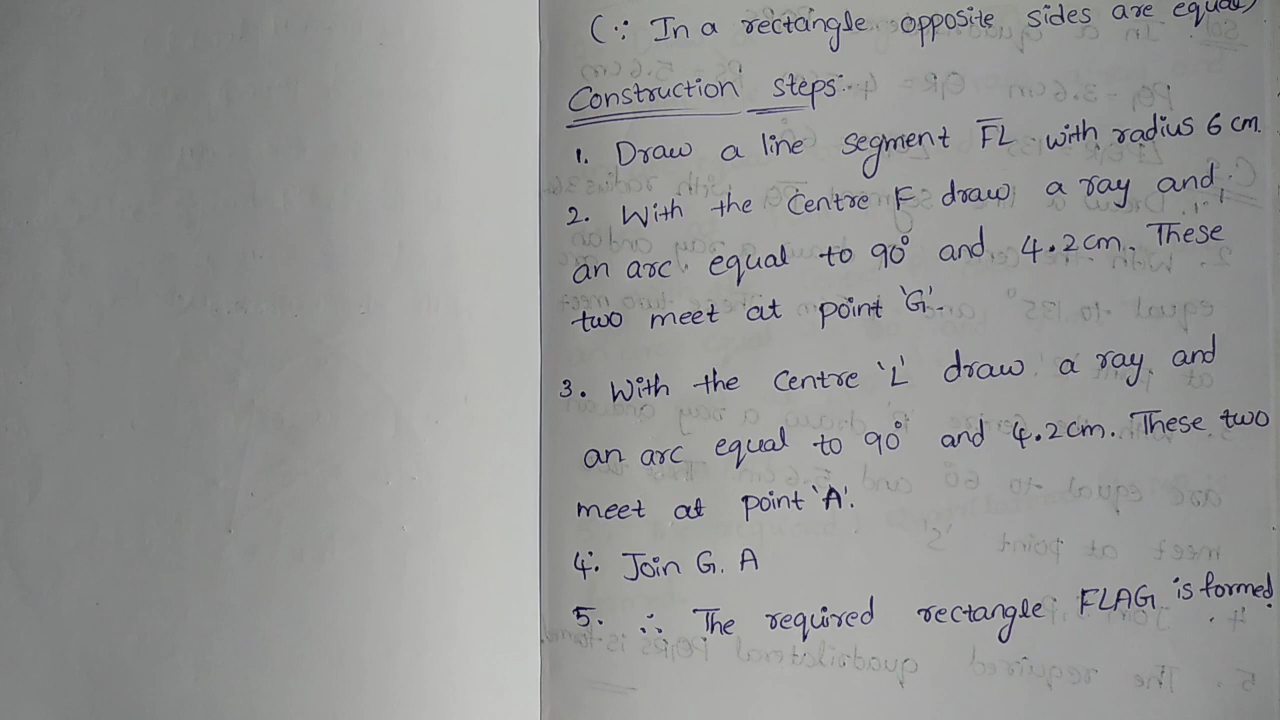 (∵ In a rectangle opposite sides are equal)
Construction steps:
1. Draw a line segment F̅L with radius 6 cm.
2. With the Centre F draw a ray and
an arc equal to 90° and 4.2cm. These
two meet at point 'G'.
3. With the Centre 'L' draw a ray and
an arc equal to 90° and 4.2cm. These two
meet at point 'A'.
4. Join G. A
5. ∴ The required rectangle FLAG is formed